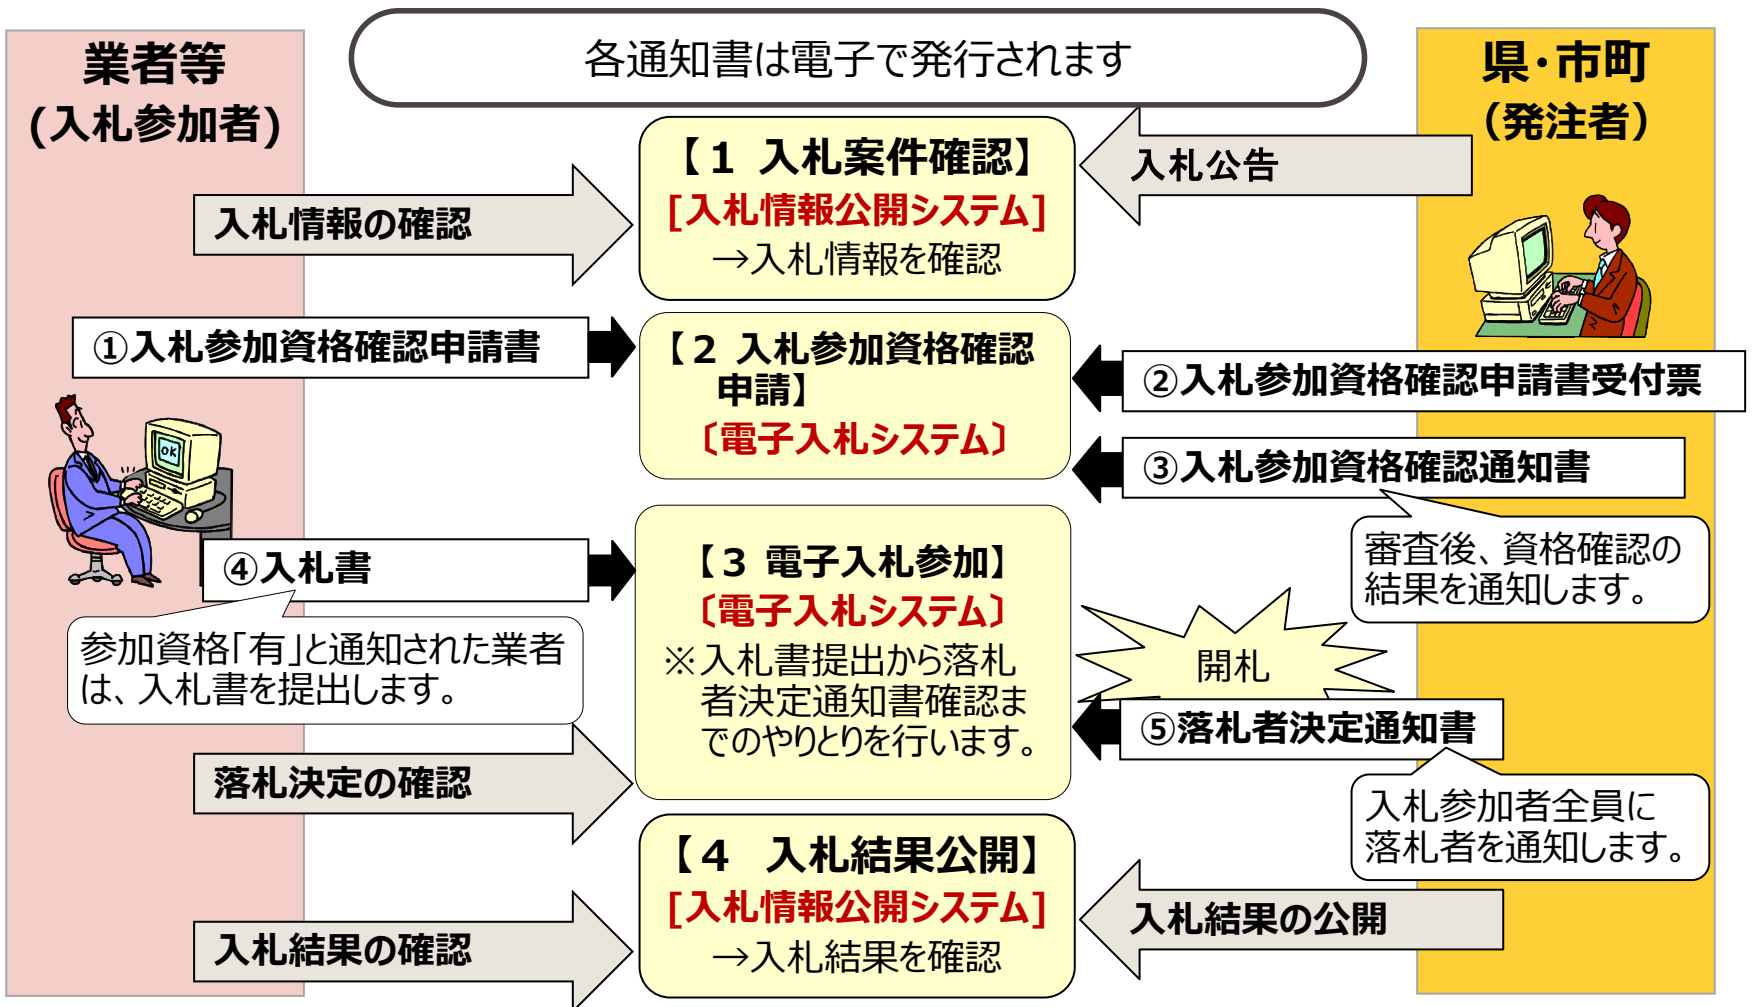 各通知書は電子で発行されます
業者等
(入札参加者)
県・市町
（発注者）
【１ 入札案件確認】
[入札情報公開システム]
→入札情報を確認
入札公告
入札情報の確認
①入札参加資格確認申請書
【２ 入札参加資格確認
申請】
〔電子入札システム〕
②入札参加資格確認申請書受付票
③入札参加資格確認通知書
審査後、資格確認の
結果を通知します。
OK
④入札書
参加資格「有」と通知された業者
は、入札書を提出します。
【３ 電子入札参加】
〔電子入札システム〕
※入札書提出から落札
者決定通知書確認ま
でのやりとりを行います。
開札
⑤落札者決定通知書
入札参加者全員に
落札者を通知します。
落札決定の確認
【４　入札結果公開】
[入札情報公開システム]
→入札結果を確認
入札結果の公開
入札結果の確認